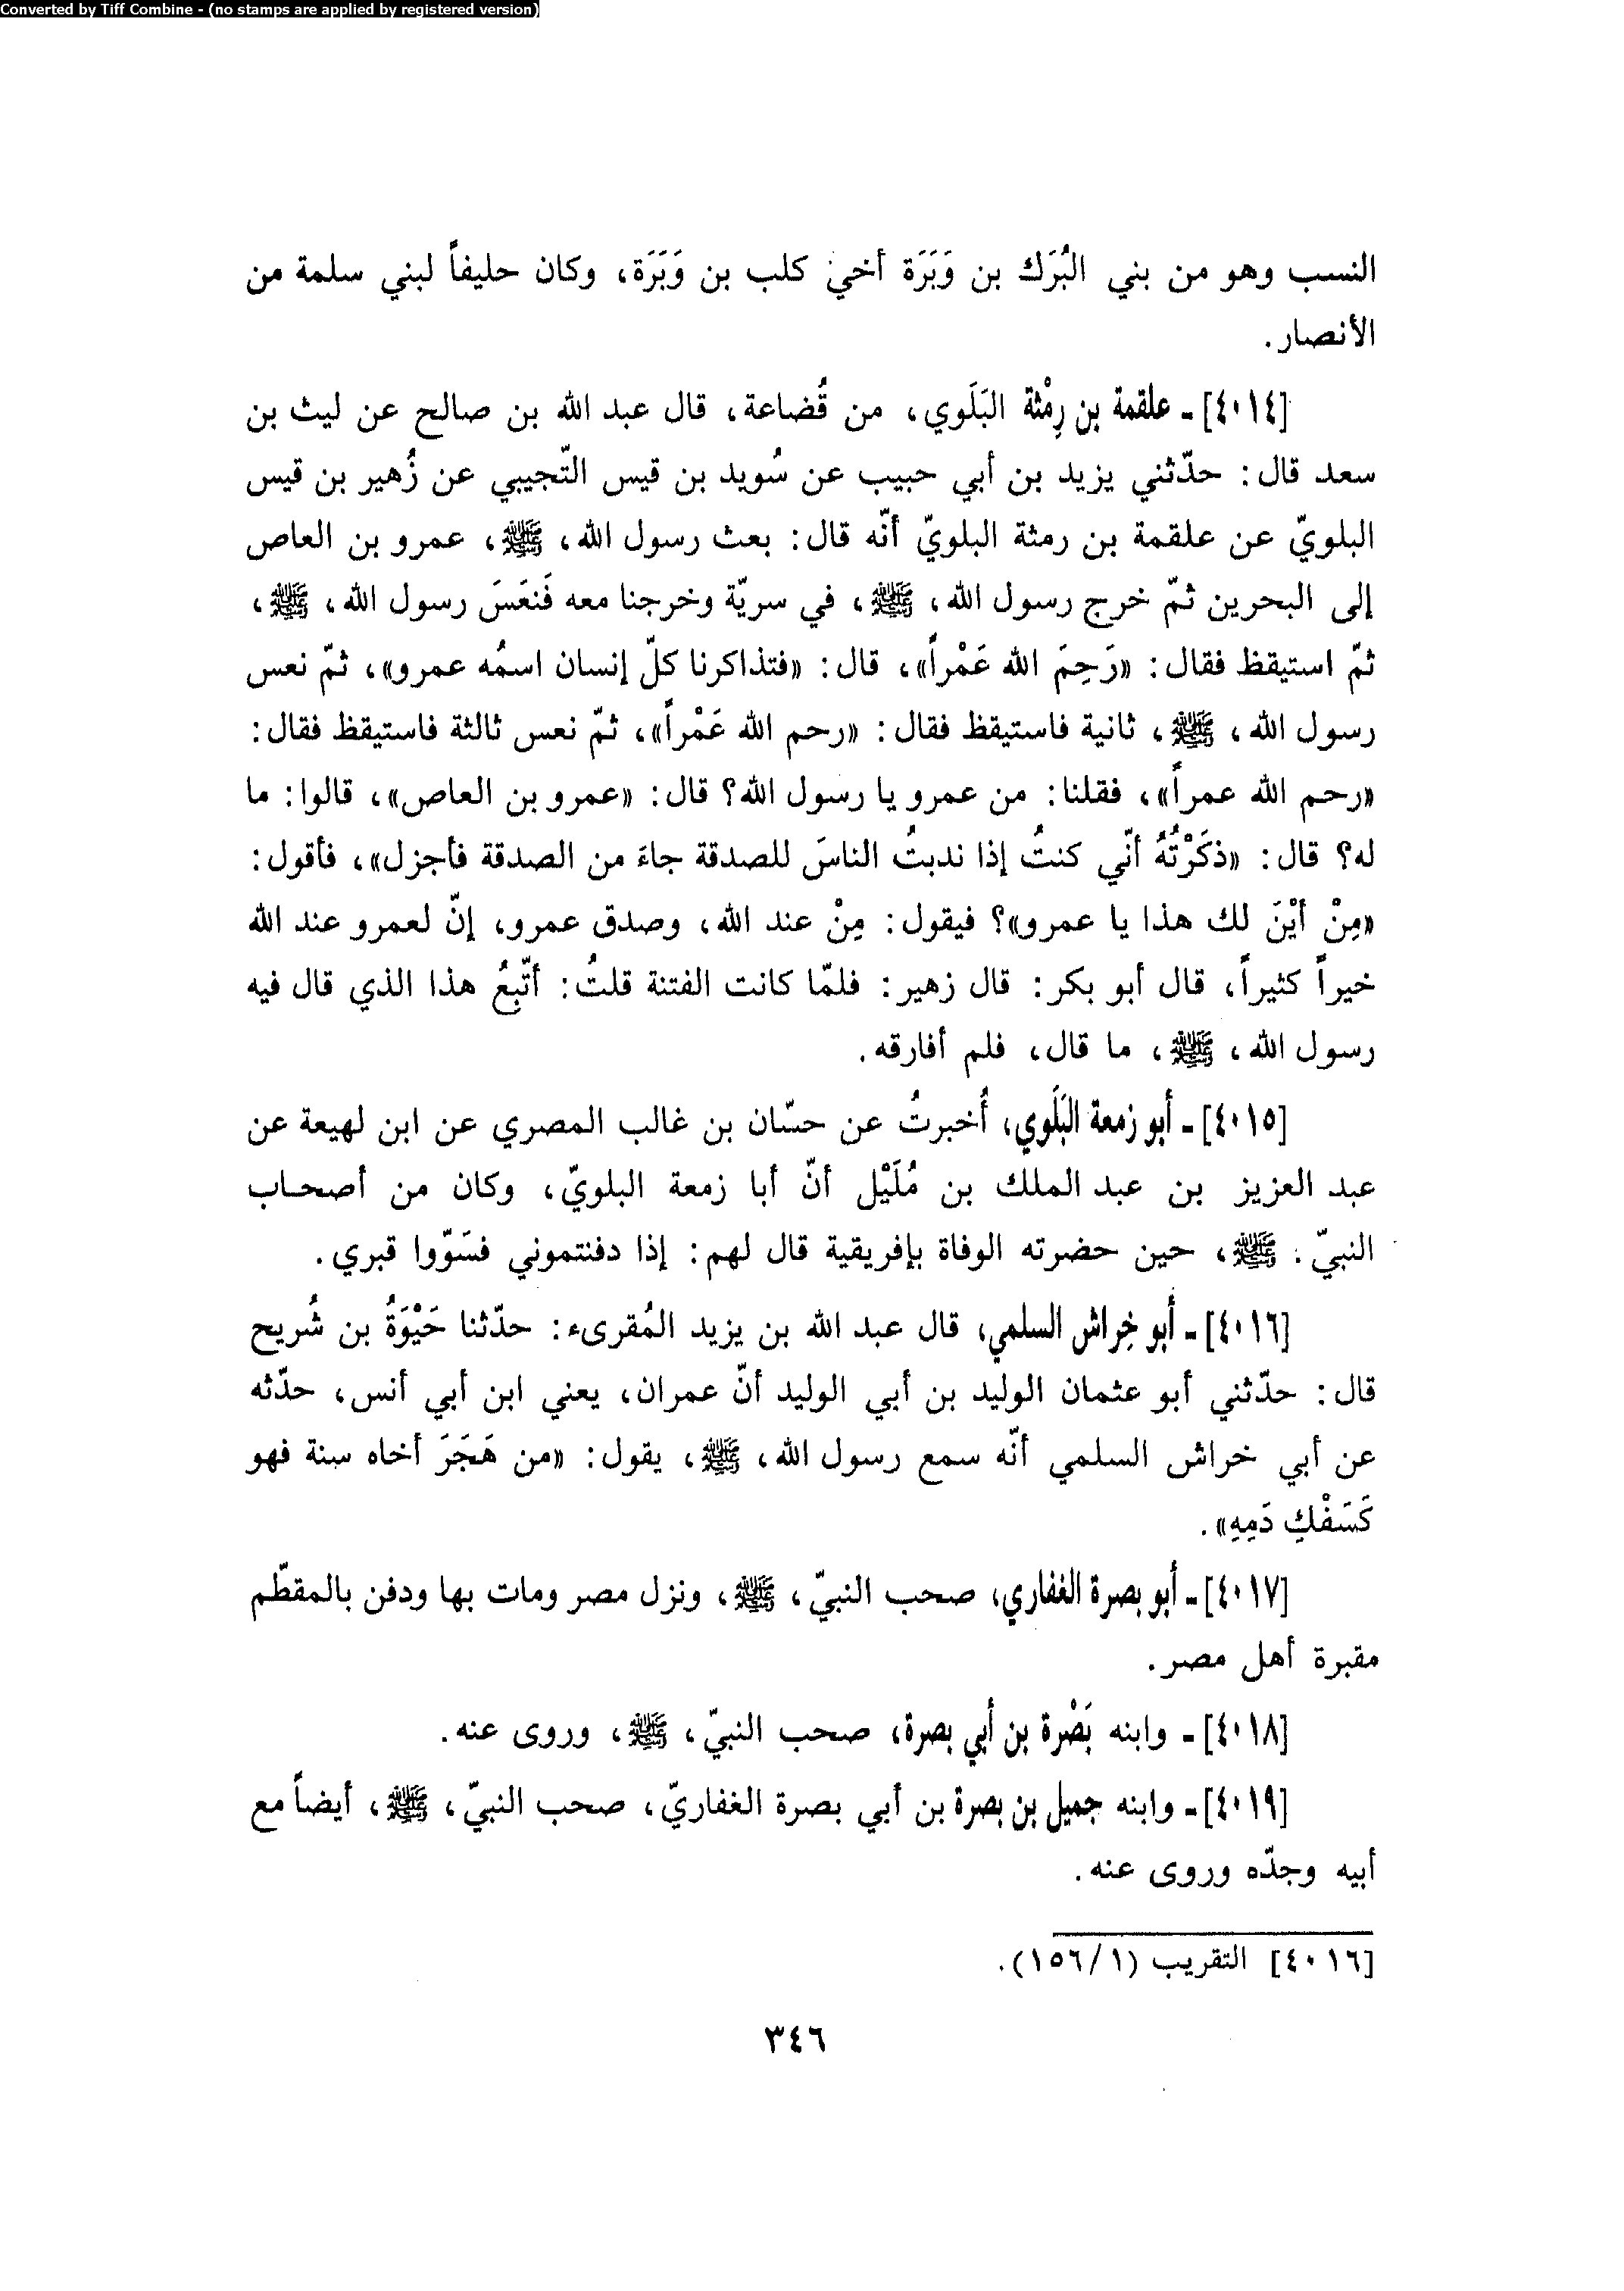 Converted by Tiff Combine - (no stamps are applied by registered version)
النسب وهو من بني البُرَك بن وَبَرَة أخي كلب بن وَبَرَة، وكان حليفاً لبني سلمة من
الأنصار.
[٤٠١٤] ـ علقمة بن رِمْثة البَلَوي، من قُضاعة، قال عبد الله بن صالح عن ليث بن
سعد قال: حدّثني يزيد بن أبي حبيب عن سُويد بن قيس التّجيبي عن زُهير بن قيس
البلويّ عن علقمة بن رمثة البلويّ أنّه قال: بعث رسول الله، ﷺ، عمرو بن العاص
إلى البحرين ثمّ خرج رسول الله، ﷺ، في سريّة وخرجنا معه فَنعَسَ رسول الله، ﷺ،
ثمّ استيقظ فقال: «رَحِمَ الله عَمْراً»، قال: «فتذاكرنا كلّ إنسان اسمُه عمرو»، ثمّ نعس
رسول الله، ﷺ، ثانية فاستيقظ فقال: «رحم الله عَمْراً»، ثمّ نعس ثالثة فاستيقظ فقال:
«رحم الله عمراً»، فقلنا: من عمرو يا رسول الله؟ قال: «عمرو بن العاص»، قالوا: ما
له؟ قال: «ذكَرْتُهُ أنّي كنتُ إذا ندبتُ الناسَ للصدقة جاءَ من الصدقة فأجزل»، فأقول:
«مِنْ أيْنَ لك هذا يا عمرو»؟ فيقول: مِنْ عند الله، وصدق عمرو، إنّ لعمرو عند الله
خيراً كثيراً، قال أبو بكر: قال زهير: فلمّا كانت الفتنة قلتُ: أتّبِعُ هذا الذي قال فيه
رسول الله، ﷺ، ما قال، فلم أفارقه.
[٤٠١٥] ـ أبو زمعة البَلَوي، أُخبرتُ عن حسّان بن غالب المصري عن ابن لهيعة عن
عبد العزيز بن عبد الملك بن مُلَيْل أنّ أبا زمعة البلويّ، وكان من أصحاب
النبيّ، ﷺ، حين حضرته الوفاة بإفريقية قال لهم: إذا دفنتموني فسَوّوا قبري.
[٤٠١٦] ـ أبو خِراش السلمي، قال عبد الله بن يزيد المُقرىء: حدّثنا حَيْوَةُ بن شُريح
قال: حدّثني أبو عثمان الوليد بن أبي الوليد أنّ عمران، يعني ابن أبي أنس، حدّثه
عن أبي خراش السلمي أنّه سمع رسول الله، ﷺ، يقول: «من هَجَرَ أخاه سنة فهو
كَسَفْكِ دَمِهِ».
[٤٠١٧] ـ أبو بصرة الغفاري، صحب النبيّ، ﷺ، ونزل مصر ومات بها ودفن بالمقطّم
مقبرة أهل مصر.
[٤٠١٨] ـ وابنه بَصْرة بن أبي بصرة، صحب النبيّ، ﷺ، وروى عنه.
[٤٠١٩] ـ وابنه جميل بن بصرة بن أبي بصرة الغفاريّ، صحب النبيّ، ﷺ، أيضاً مع
أبيه وجدّه وروى عنه.
[٤٠١٦] التقريب (١/١٥٦).
٣٤٦